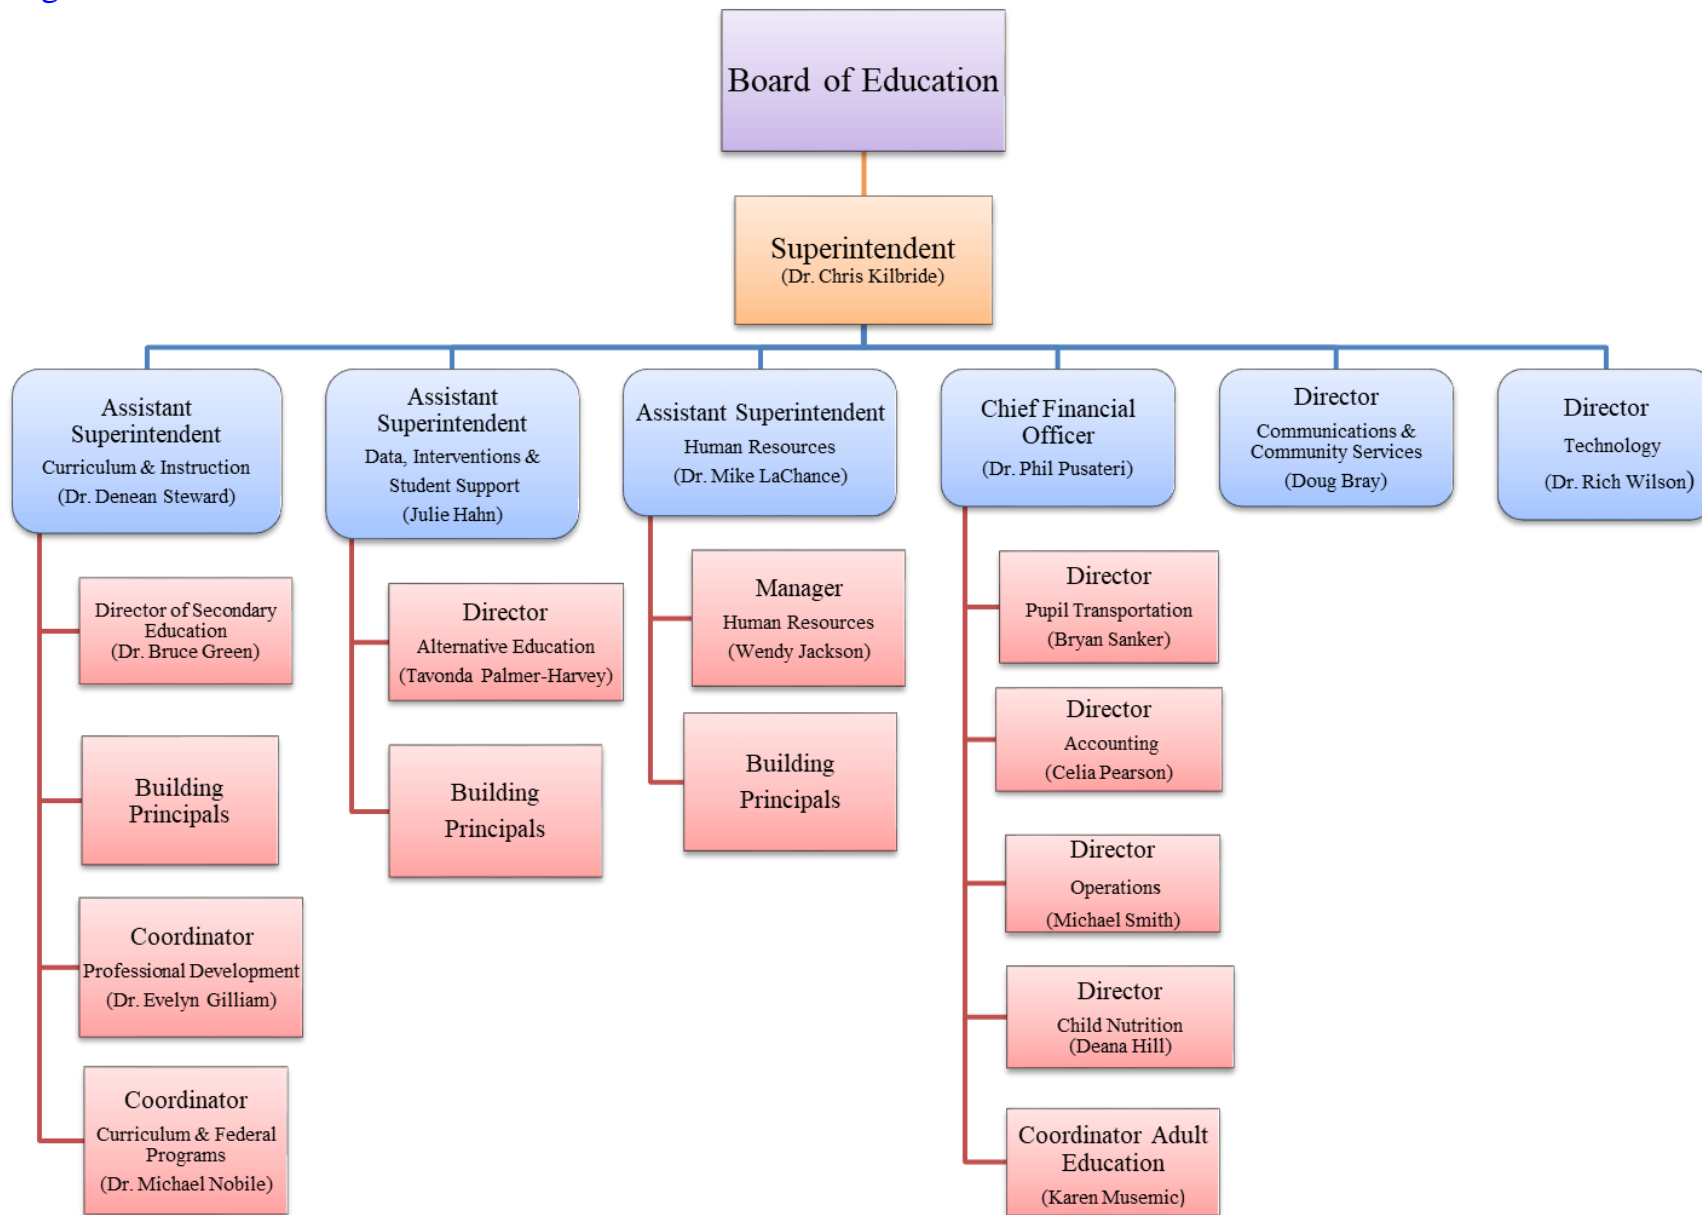 Board of Education
Superintendent
(Dr. Chris Kilbride)
Assistant
Superintendent
Curriculum & Instruction
(Dr. Denean Steward)
Assistant
Superintendent
Data, Interventions &
Student Support
(Julie Hahn)
Assistant Superintendent
Human Resources
(Dr. Mike LaChance)
Chief Financial
Officer
(Dr. Phil Pusateri)
Director
Communications &
Community Services
(Doug Bray)
Director
Technology
(Dr. Rich Wilson)
Director of Secondary
Education
(Dr. Bruce Green)
Building
Principals
Coordinator
Professional Development
(Dr. Evelyn Gilliam)
Coordinator
Curriculum & Federal
Programs
(Dr. Michael Nobile)
Director
Alternative Education
(Tavonda Palmer-Harvey)
Building
Principals
Manager
Human Resources
(Wendy Jackson)
Building
Principals
Director
Pupil Transportation
(Bryan Sanker)
Director
Accounting
(Celia Pearson)
Director
Operations
(Michael Smith)
Director
Child Nutrition
(Deana Hill)
Coordinator Adult
Education
(Karen Musemic)